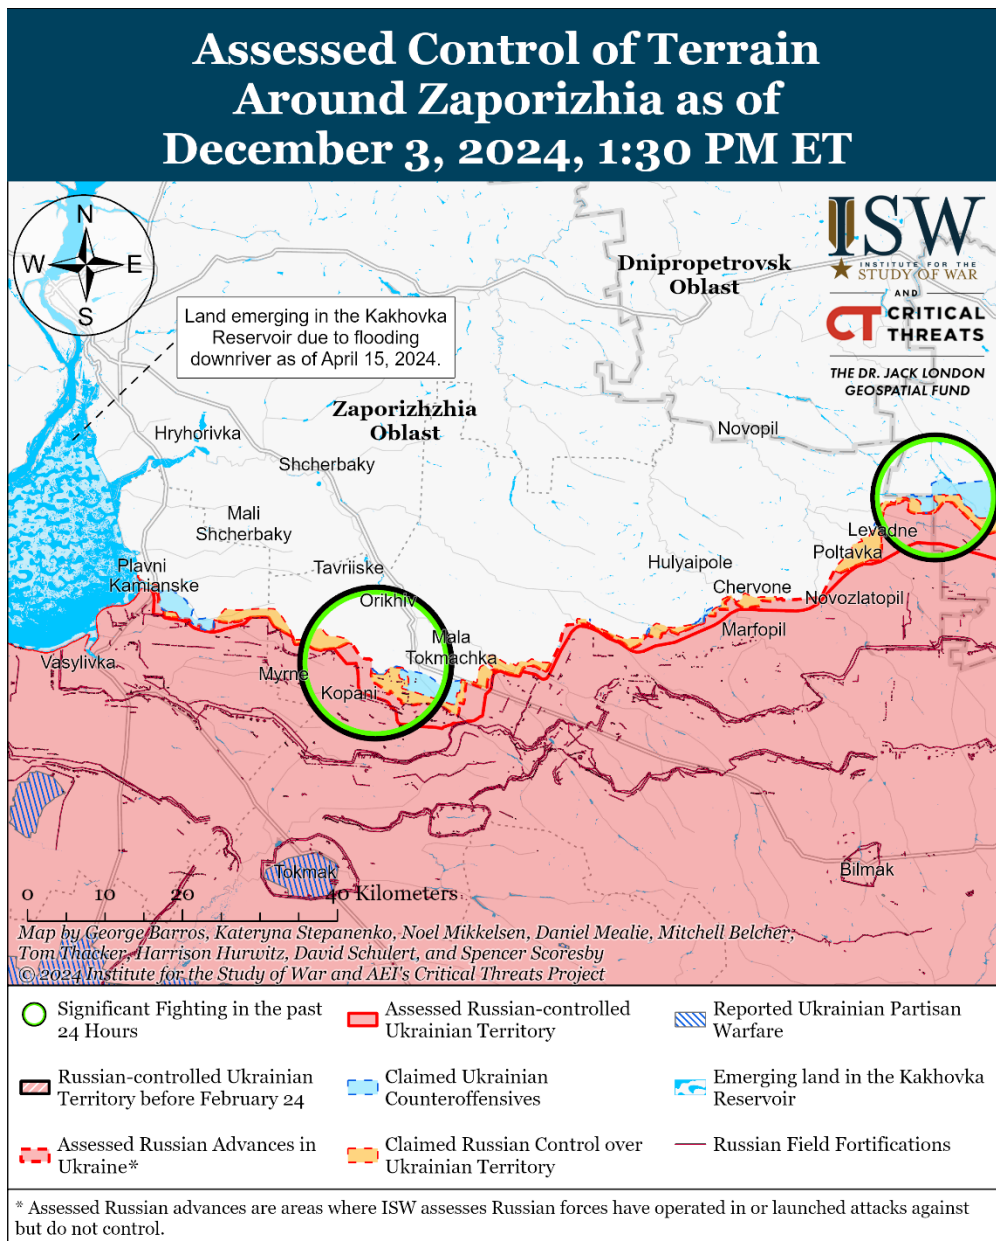 Assessed Control of Terrain
Around Zaporizhia as of
December 3, 2024, 1:30 PM ET
N
W
E
S
ISW
INSTITUTE FOR THE
STUDY OF WAR
AND
CT CRITICAL
THREATS
THE DR. JACK LONDON
GEOSPATIAL FUND
Dnipropetrovsk
Oblast
Land emerging in the Kakhovka
Reservoir due to flooding
downriver as of April 15, 2024.
Zaporizhzhia
Oblast
Hryhorivka
Novopil
Shcherbaky
Mali
Shcherbaky
Levadne
Poltavka
Plavni
Kamianske
Tavriiske
Hulyaipole
Chervone
Orikhiv
Novozlatopil
Mala
Tokmachka
Marfopil
Vasylivka
Myrne
Kopani
Tokmak
Bilmak
0 10 20 40 Kilometers
Map by George Barros, Kateryna Stepanenko, Noel Mikkelsen, Daniel Mealie, Mitchell Belcher,
Tom Thacker, Harrison Hurwitz, David Schulert, and Spencer Scoresby
© 2024 Institute for the Study of War and AEI's Critical Threats Project
Significant Fighting in the past
24 Hours
Assessed Russian-controlled
Ukrainian Territory
Reported Ukrainian Partisan
Warfare
Russian-controlled Ukrainian
Territory before February 24
Claimed Ukrainian
Counteroffensives
Emerging land in the Kakhovka
Reservoir
Assessed Russian Advances in
Ukraine*
Claimed Russian Control over
Ukrainian Territory
Russian Field Fortifications
* Assessed Russian advances are areas where ISW assesses Russian forces have operated in or launched attacks against
but do not control.